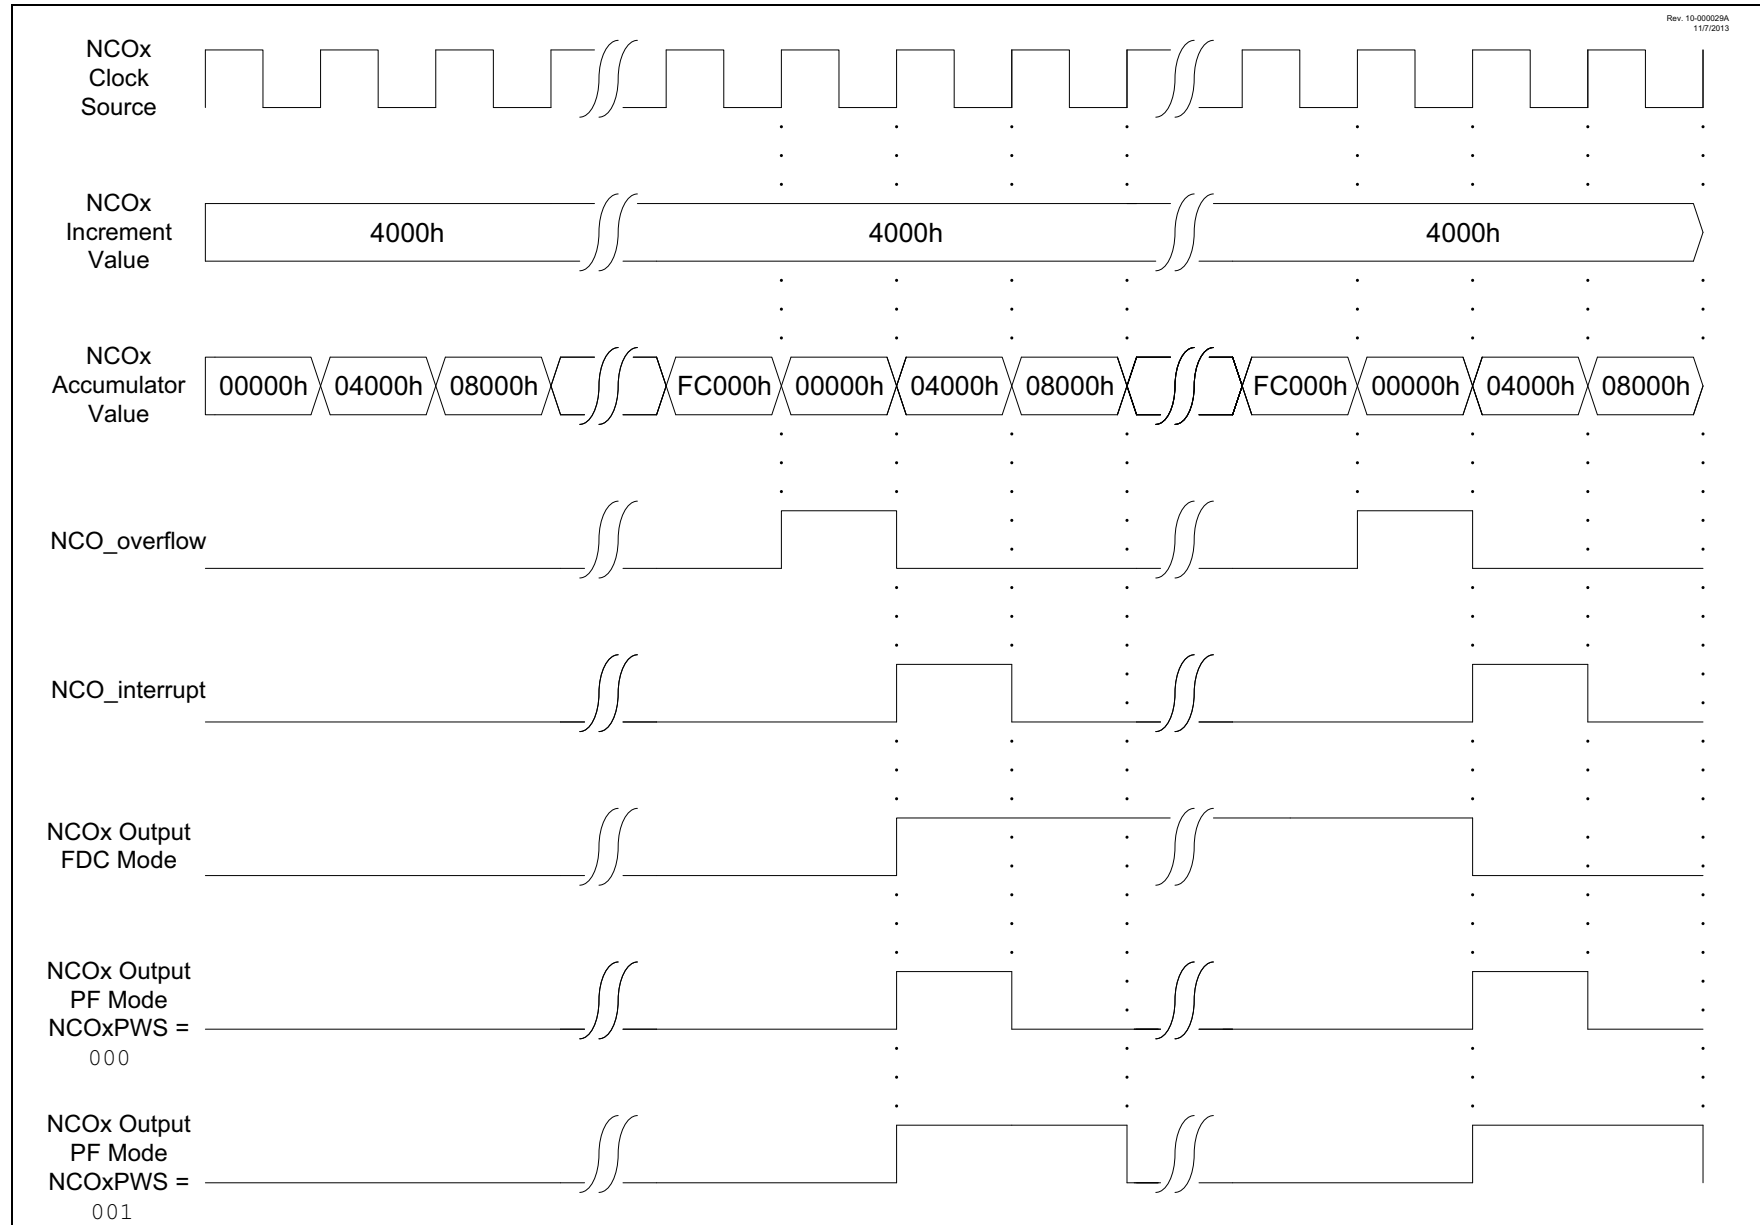 Rev. 10-000029A
11/7/2013
NCOx
Clock
Source
NCOx
Increment
Value
4000h 4000h 4000h
NCOx
Accumulator
Value
00000h 04000h 08000h FC000h 00000h 04000h 08000h FC000h 00000h 04000h 08000h
NCO_overflow
NCO_interrupt
NCOx Output
FDC Mode
NCOx Output
PF Mode
NCOxPWS =
000
NCOx Output
PF Mode
NCOxPWS =
001